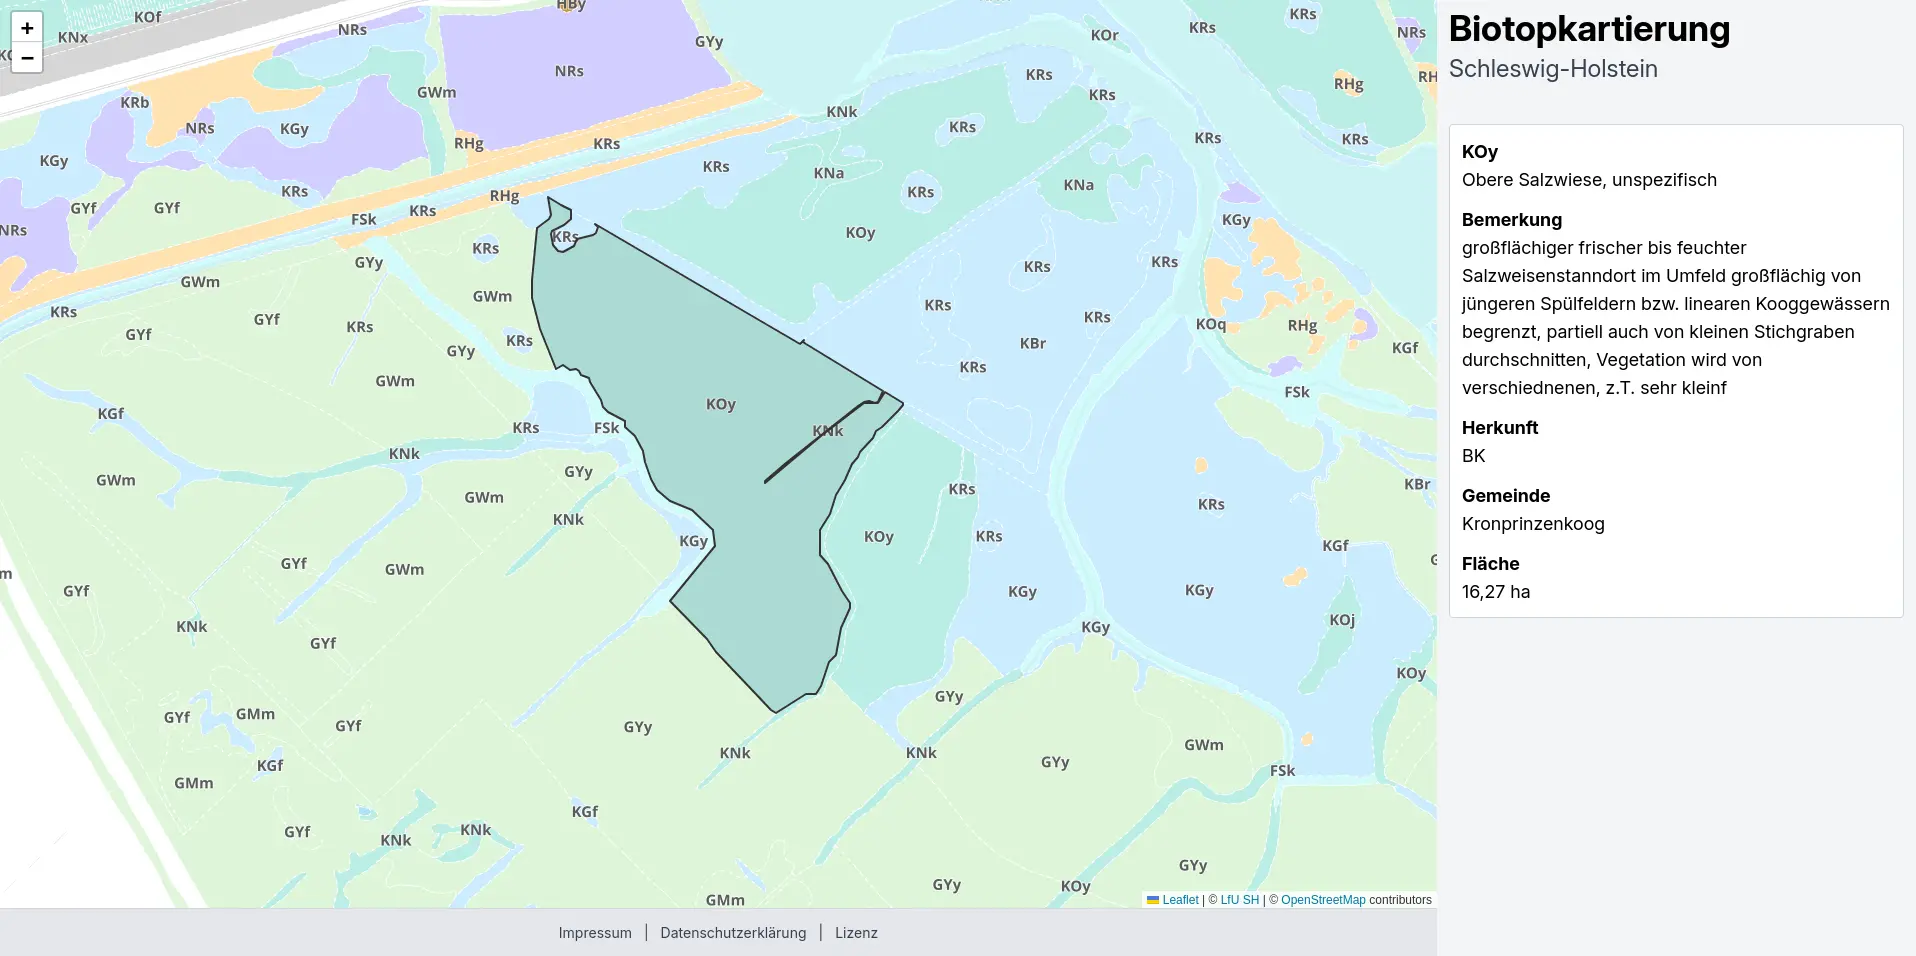 +
−
KOf
KNx
NRs
HBy
GYy
KOr
KRs
KRs
NRs
NRs
GWm
KRs
RHg
KRb
KNk
KRs
NRs
KGy
RHg
KRs
KRs
KRs
KRs
KGy
KRs
KNa
KNa
KRs
RHg
KRs
GYf
GYf
FSk
KRs
KGy
NRs
KRs
KRs
KOy
GYy
KRs
KRs
GWm
GWm
KRs
KRs
GYf
GYf
KRs
KRs
KRs
KOq
RHg
GYy
KBr
KGf
GWm
KRs
FSk
KGf
KOy
KRs
FSk
KNk
KNk
GWm
GYy
KBr
GWm
KRs
KRs
KNk
KOy
KRs
KGy
KGf
GYf
GWm
GYf
KGy
KGy
KNk
KOj
KGy
GYf
KOy
GYy
GYf
GMm
GYf
GYy
KNk
KNk
GWm
KGf
GYy
FSk
GMm
KGf
GYf
KNk
KNk
GYy
GYy
KOy
GMm
Leaflet | © LfU SH | © OpenStreetMap contributors
Impressum | Datenschutzerklärung | Lizenz
Biotopkartierung
Schleswig-Holstein
KOy
Obere Salzwiese, unspezifisch
Bemerkung
großflächiger frischer bis feuchter
Salzweisenstanndort im Umfeld großflächig von
jüngeren Spülfeldern bzw. linearen Kooggewässern
begrenzt, partiell auch von kleinen Stichgraben
durchschnitten, Vegetation wird von
verschiednenen, z.T. sehr kleinf
Herkunft
BK
Gemeinde
Kronprinzenkoog
Fläche
16,27 ha